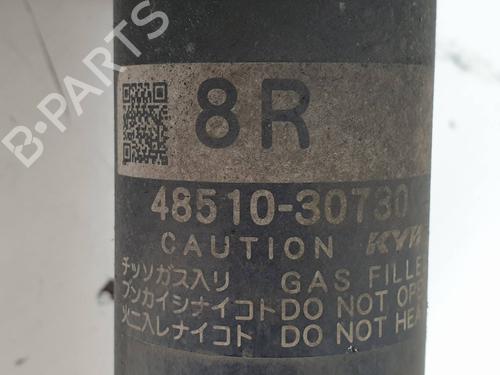 B-PARTS
8R
48510-30730
CAUTION KYB
チッソガス入リ GAS FILLE
ブンカイシナイコト DO NOT OPE
火ニ入レナイコト DO NOT HEA